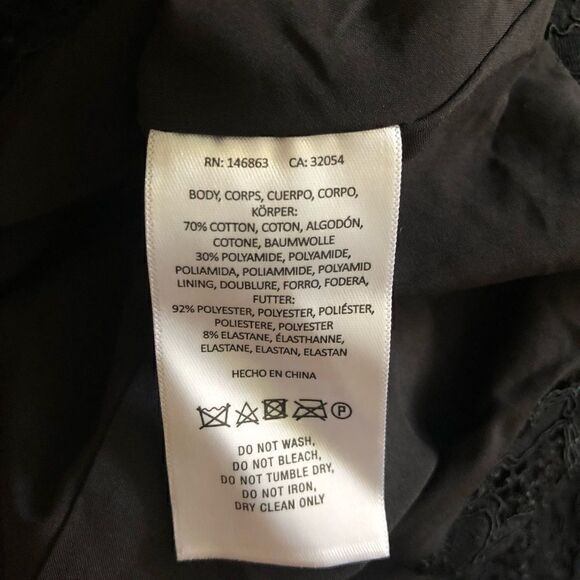 RN: 146863 CA: 32054
BODY, CORPS, CUERPO, CORPO,
KÖRPER:
70% COTTON, COTON, ALGODÓN,
COTONE, BAUMWOLLE
30% POLYAMIDE, POLYAMIDE,
POLIAMIDA, POLIAMMIDE, POLYAMID
LINING, DOUBLURE, FORRO, FODERA,
FUTTER:
92% POLYESTER, POLYESTER, POLIÉSTER,
POLIESTERE, POLYESTER
8% ELASTANE, ÉLASTHANNE,
ELASTANE, ELASTAN, ELASTAN
HECHO EN CHINA
P
DO NOT WASH,
DO NOT BLEACH,
DO NOT TUMBLE DRY,
DO NOT IRON,
DRY CLEAN ONLY